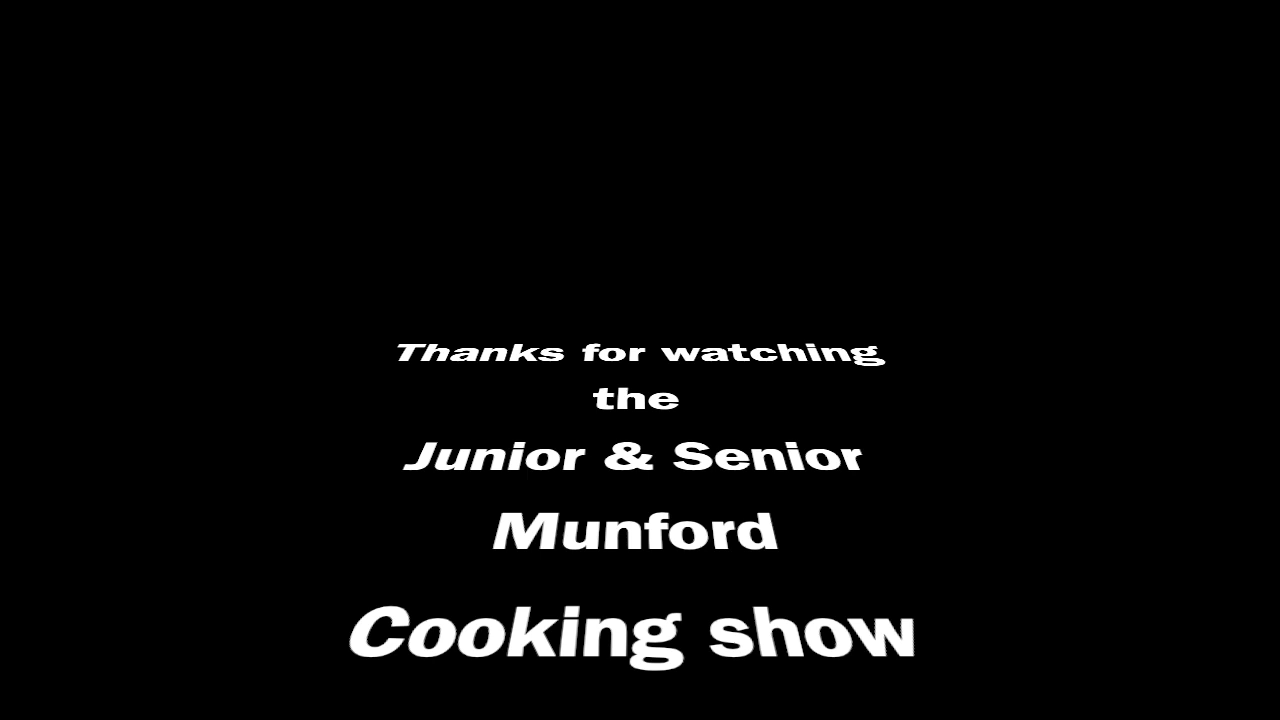 Thanks for watching
the
Junior & Senior
Munford
Cooking show